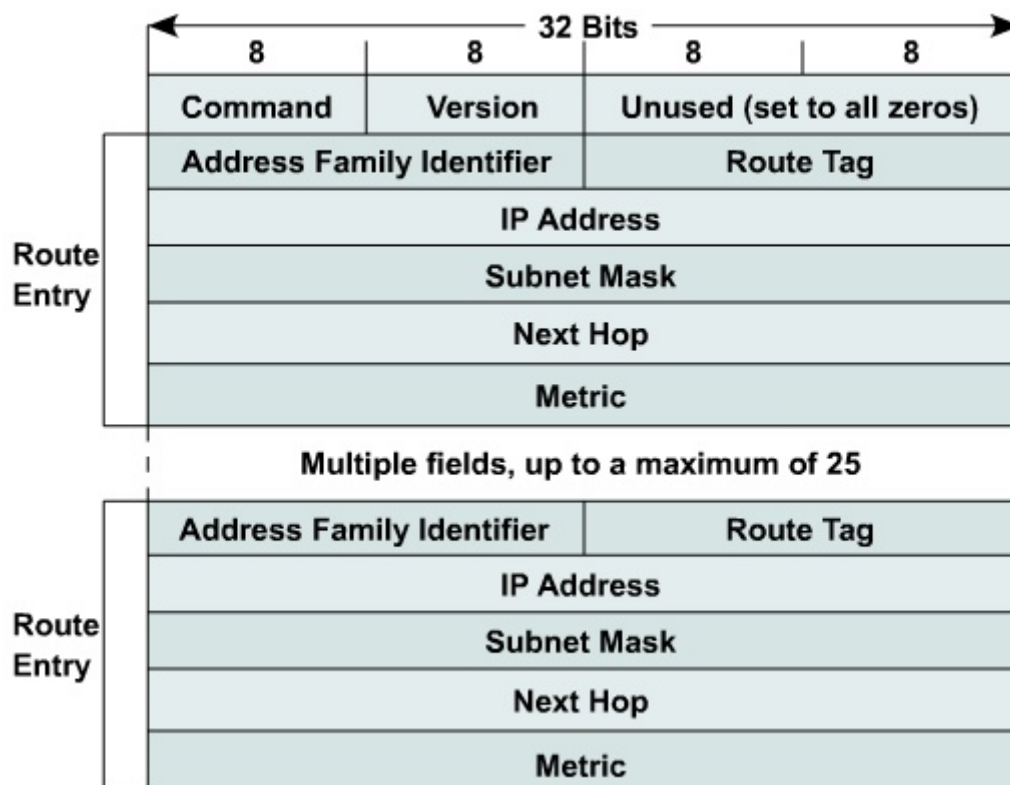 32 Bits
8 8 8 8
Command Version Unused (set to all zeros)
Address Family Identifier Route Tag
IP Address
Route
Entry
Subnet Mask
Next Hop
Metric
Multiple fields, up to a maximum of 25
Address Family Identifier Route Tag
IP Address
Route
Entry
Subnet Mask
Next Hop
Metric